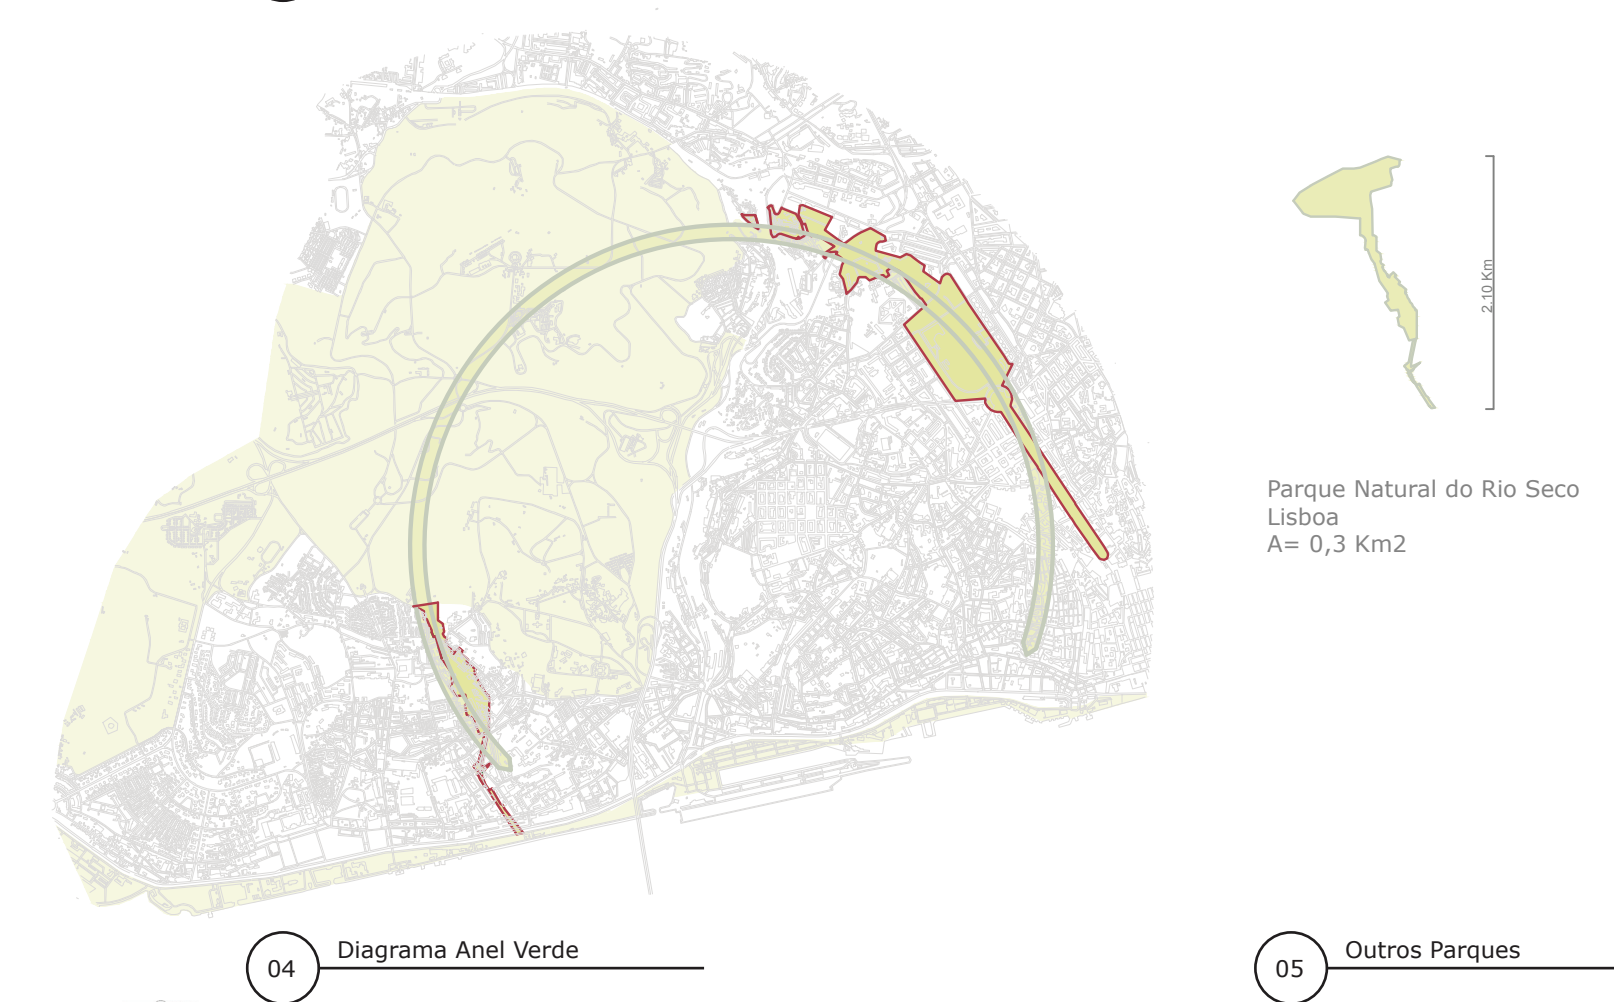 2.10 Km
Parque Natural do Rio Seco
Lisboa
A= 0,3 Km2
04
Diagrama Anel Verde
05
Outros Parques